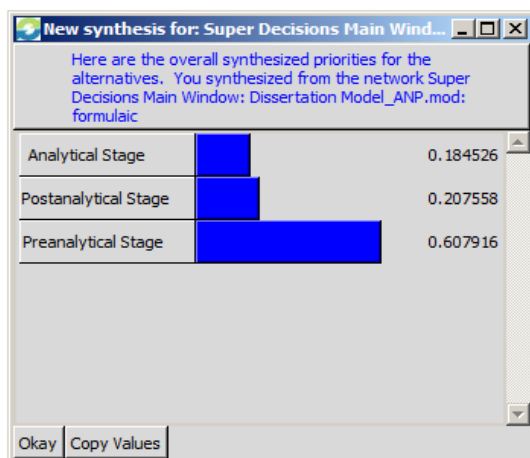 New synthesis for: Super Decisions Main Wind...
Here are the overall synthesized priorities for the
alternatives. You synthesized from the network Super
Decisions Main Window: Dissertation Model_ANP.mod:
formulaic
Analytical Stage 0.184526
Postanalytical Stage 0.207558
Preanalytical Stage 0.607916
Okay Copy Values